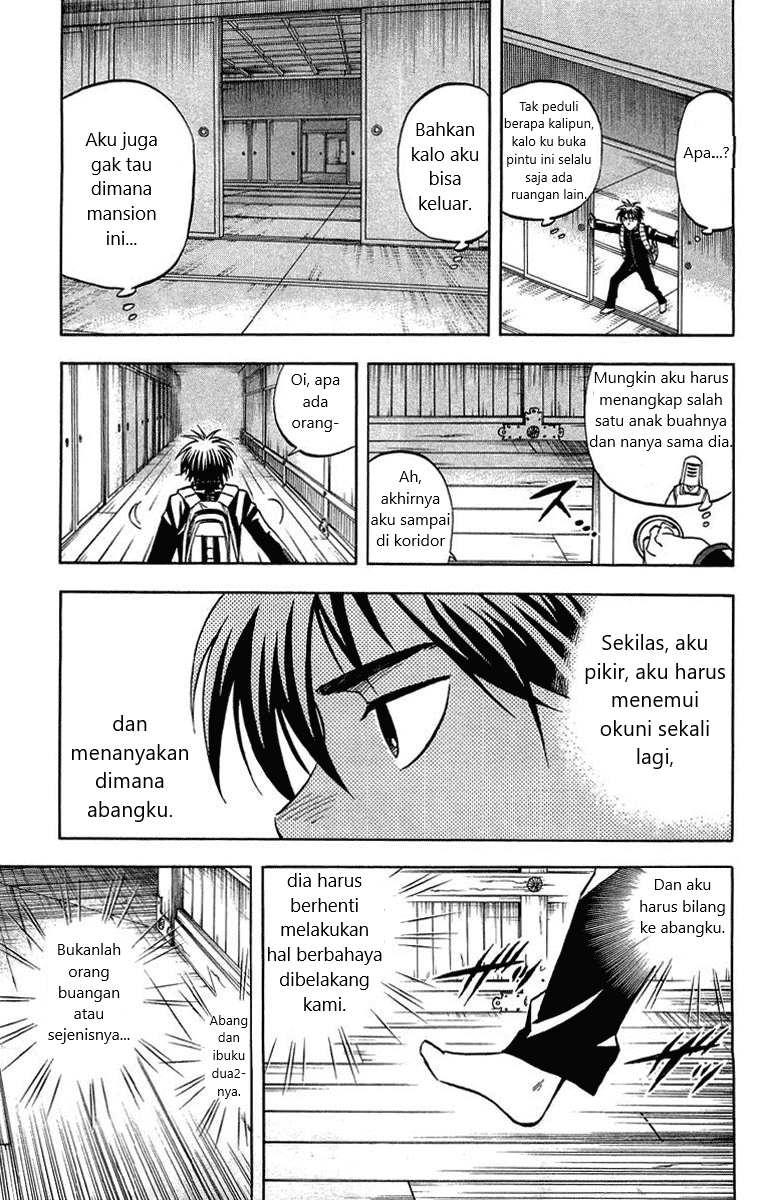 Apa...?
Tak peduli
berapa kalipun,
kalo ku buka
pintu ini selalu
saja ada
ruangan lain.
Bahkan
kalo aku
bisa
keluar.
Aku juga
gak tau
dimana
mansion
ini...
Mungkin aku harus
menangkap salah
satu anak buahnya
dan nanya sama dia.
ス
Ah,
akhirnya
aku sampai
di koridor
Oi, apa
ada
orang-
Sekilas, aku
pikir, aku harus
menemui
okuni sekali
lagi,
dan
menanyakan
dimana
abangku.
Dan aku
harus bilang
ke abangku.
dia harus
berhenti
melakukan
hal berbahaya
dibelakang
kami.
Abang
dan
ibuku
dua2-
nya.
Bukanlah
orang
buangan
atau
sejenisnya...